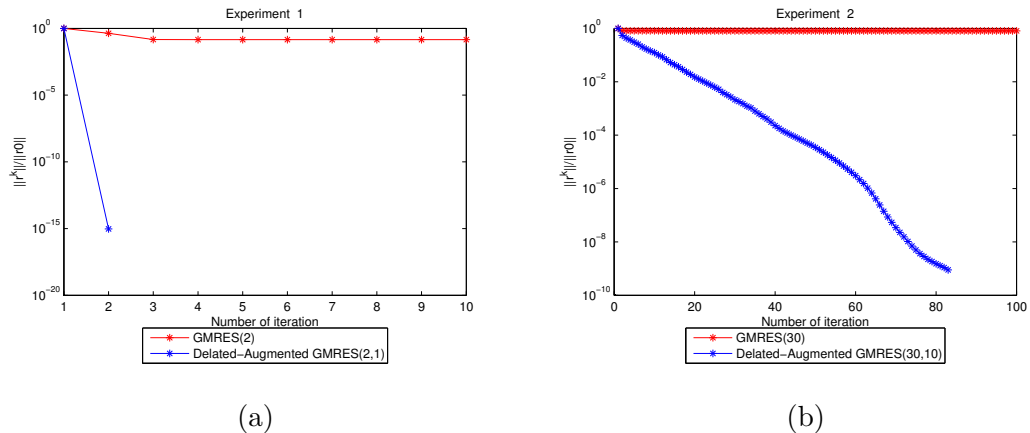 Experiment 1
10^0
10^-5
10^-10
10^-15
10^-20
||r^k||/||r0||
1 2 3 4 5 6 7 8 9 10
Number of iteration
GMRES(2)
Delated−Augmented GMRES(2,1)
(a)
Experiment 2
10^0
10^-2
10^-4
10^-6
10^-8
10^-10
||r^k||/||r0||
0 20 40 60 80 100
Number of iteration
GMRES(30)
Delated−Augmented GMRES(30,10)
(b)